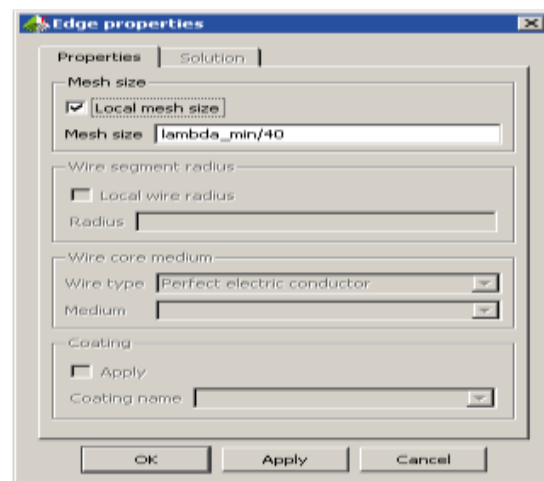 Edge properties
Properties Solution
Mesh size
Local mesh size
Mesh size lambda_min/40
Wire segment radius
Local wire radius
Radius
Wire core medium
Wire type Perfect electric conductor
Medium
Coating
Apply
Coating name
OK Apply Cancel